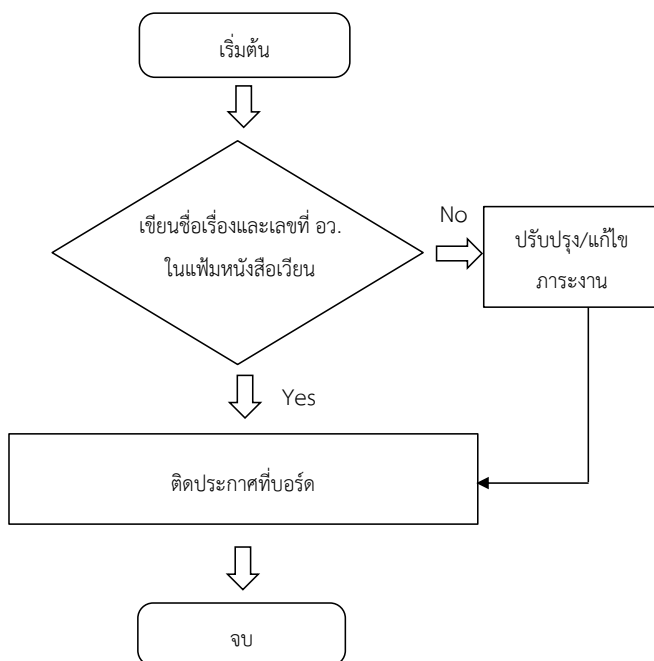 เริ่มต้น
เขียนชื่อเรื่องและเลขที่ อว.
ในแฟ้มหนังสือเวียน
No
ปรับปรุง/แก้ไข
ภาระงาน
Yes
ติดประกาศที่บอร์ด
จบ